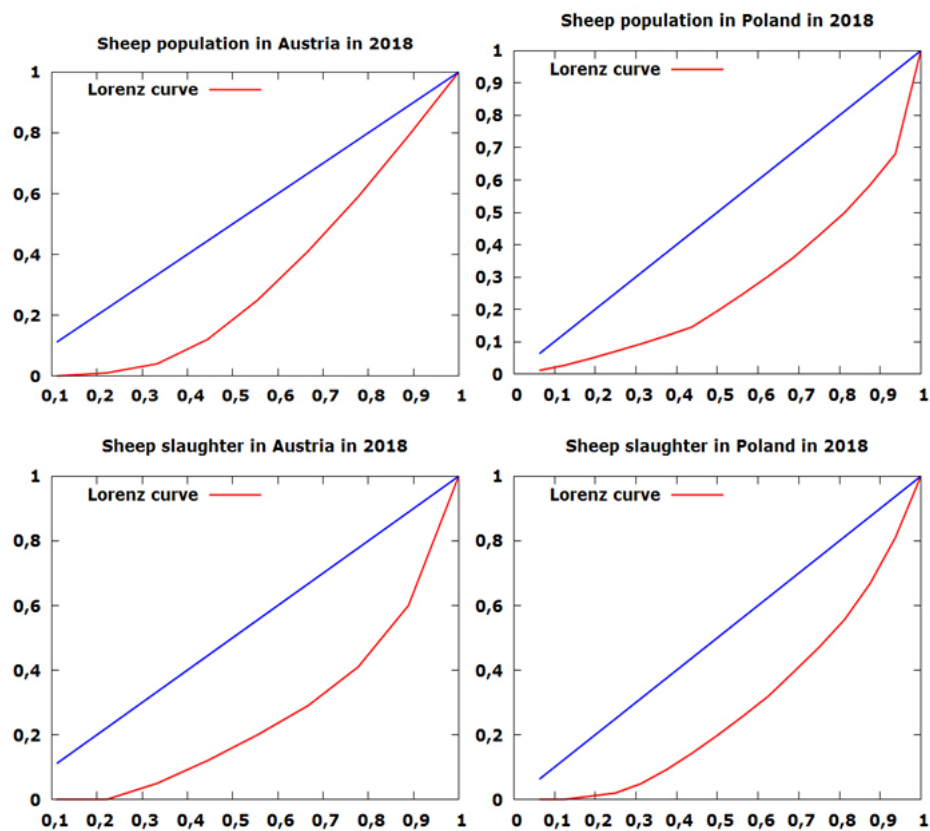 Sheep population in Austria in 2018
Lorenz curve
1
0,8
0,6
0,4
0,2
0
0,1 0,2 0,3 0,4 0,5 0,6 0,7 0,8 0,9 1
Sheep population in Poland in 2018
Lorenz curve
1
0,9
0,8
0,7
0,6
0,5
0,4
0,3
0,2
0,1
0
0 0,1 0,2 0,3 0,4 0,5 0,6 0,7 0,8 0,9 1
Sheep slaughter in Austria in 2018
Lorenz curve
1
0,8
0,6
0,4
0,2
0
0,1 0,2 0,3 0,4 0,5 0,6 0,7 0,8 0,9 1
Sheep slaughter in Poland in 2018
Lorenz curve
1
0,8
0,6
0,4
0,2
0
0 0,1 0,2 0,3 0,4 0,5 0,6 0,7 0,8 0,9 1